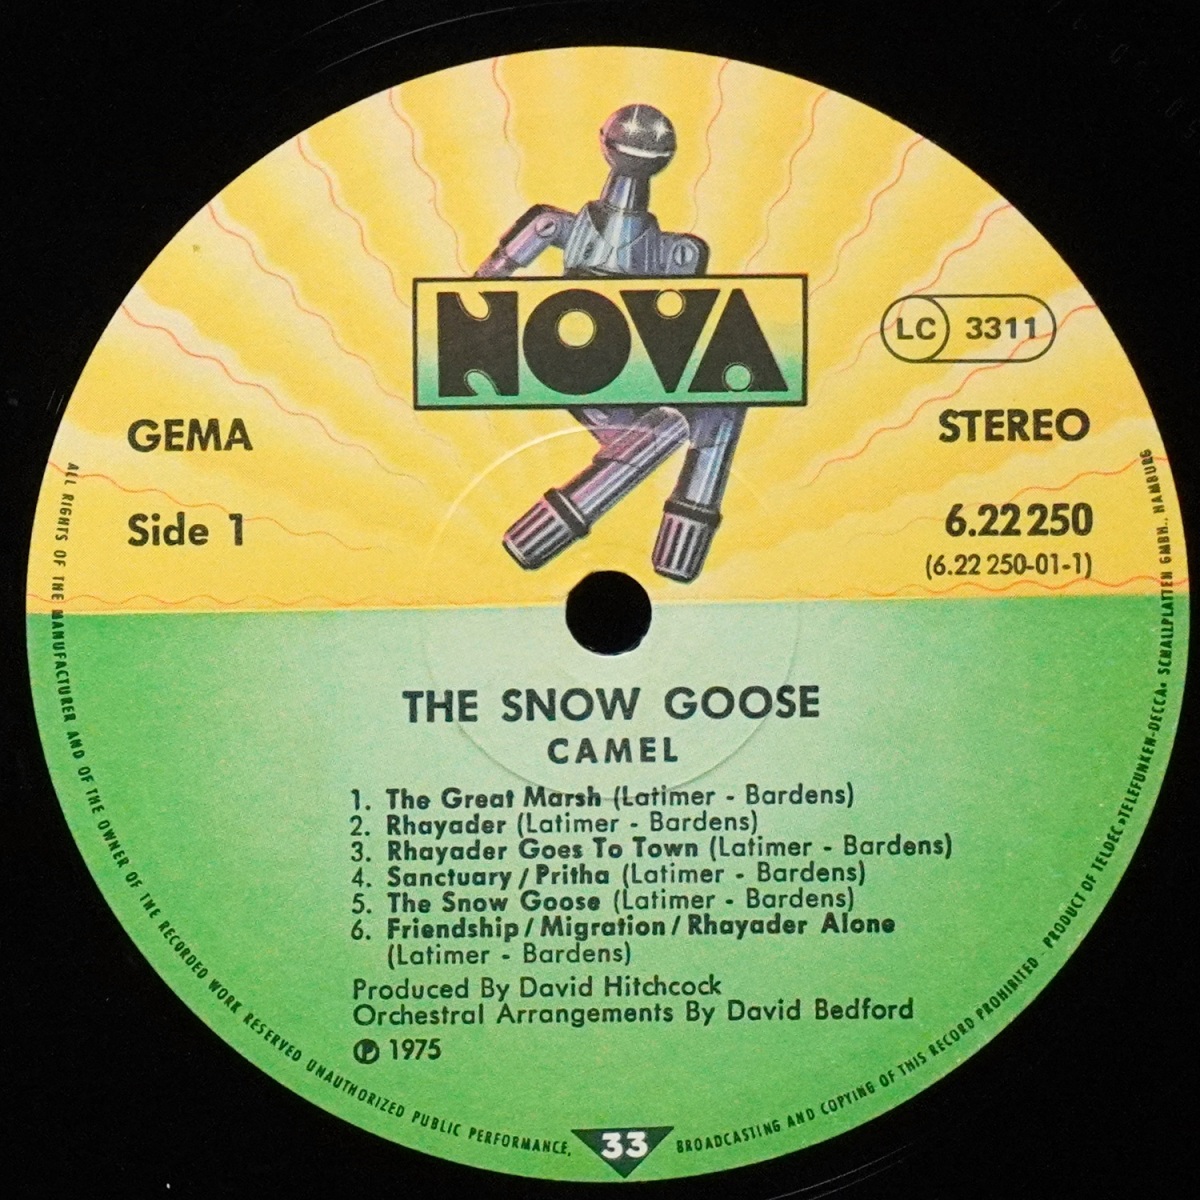 NOVA
LC 3311
GEMA
STEREO
Side 1
6.22250
(6.22 250-01-1)
THE SNOW GOOSE
CAMEL
1. The Great Marsh (Latimer - Bardens)
2. Rhayader (Latimer - Bardens)
3. Rhayader Goes To Town (Latimer - Bardens)
4. Sanctuary / Pritha (Latimer - Bardens)
5. The Snow Goose (Latimer - Bardens)
6. Friendship / Migration / Rhayader Alone
(Latimer - Bardens)
Produced By David Hitchcock
Orchestral Arrangements By David Bedford
℗ 1975
33
ALL RIGHTS OF THE MANUFACTURER AND OF THE OWNER OF THE RECORDED WORK RESERVED UNAUTHORIZED PUBLIC PERFORMANCE, BROADCASTING AND COPYING OF THIS RECORD PROHIBITED - PRODUCT OF TELDEC »TELEFUNKEN-DECCA« SCHALLPLATTEN GMBH., HAMBURG